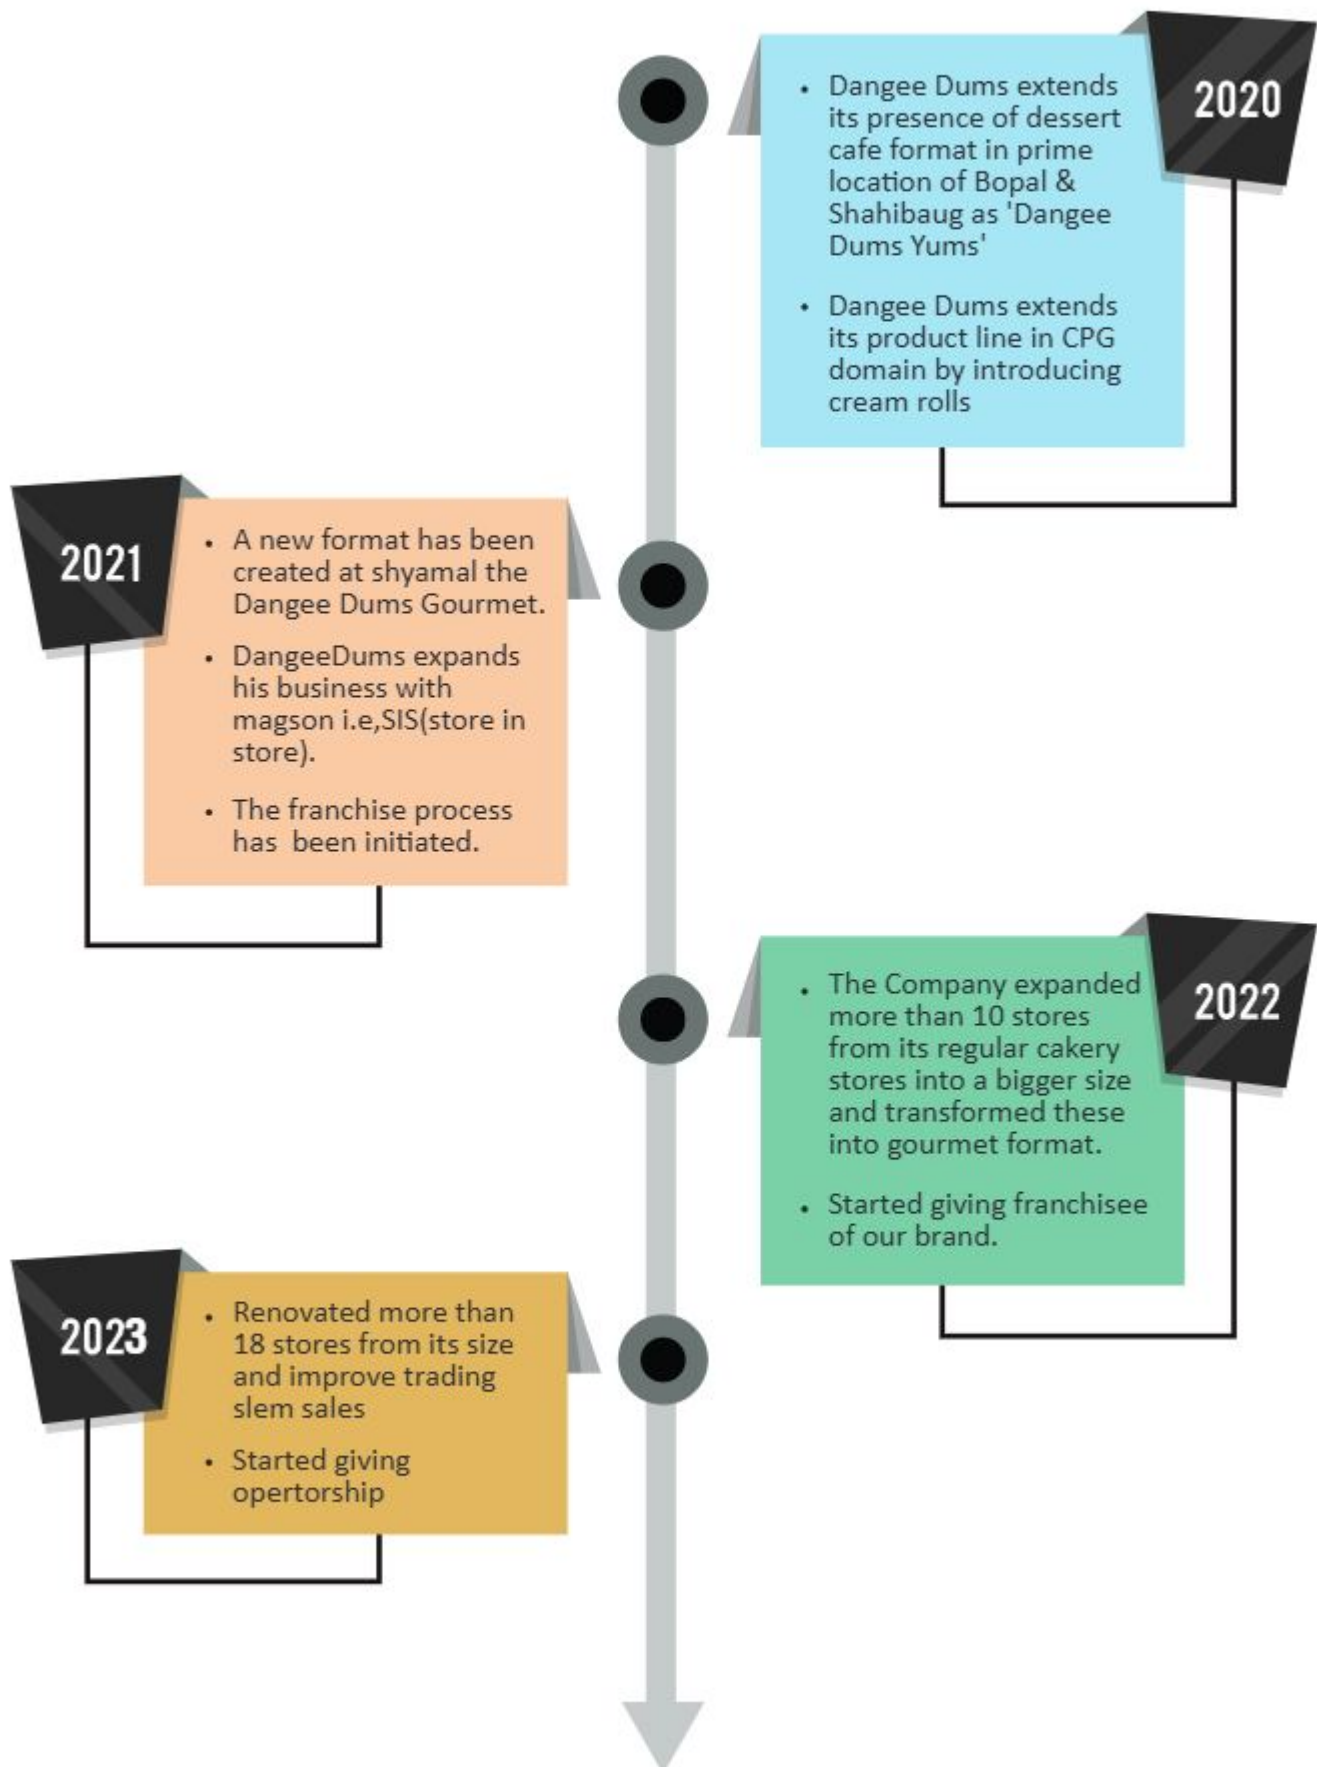 2020
• Dangee Dums extends
its presence of dessert
cafe format in prime
location of Bopal &
Shahibaug as 'Dangee
Dums Yums'
• Dangee Dums extends
its product line in CPG
domain by introducing
cream rolls
2021
• A new format has been
created at shyamal the
Dangee Dums Gourmet.
• DangeeDums expands
his business with
magson i.e,SIS(store in
store).
• The franchise process
has been initiated.
2022
• The Company expanded
more than 10 stores
from its regular cakery
stores into a bigger size
and transformed these
into gourmet format.
• Started giving franchisee
of our brand.
2023
• Renovated more than
18 stores from its size
and improve trading
slem sales
• Started giving
opertorship